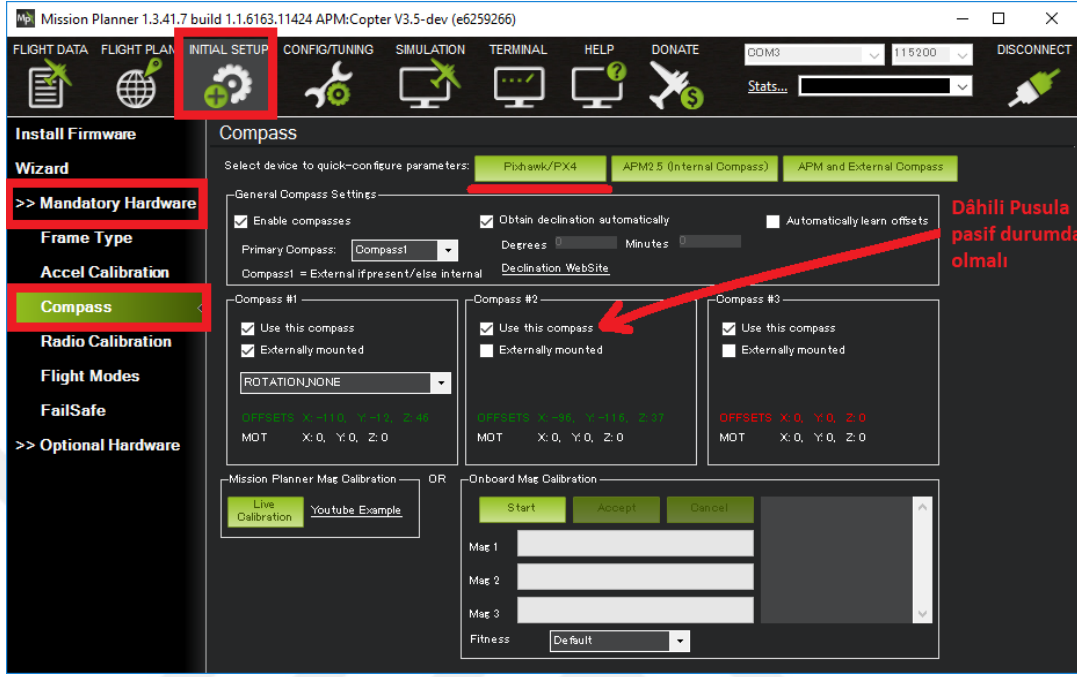 Mission Planner 1.3.41.7 build 1.1.6163.11424 APM:Copter V3.5-dev (e6259266)
FLIGHT DATA FLIGHT PLAN INITIAL SETUP CONFIG/TUNING SIMULATION TERMINAL HELP DONATE COM3 115200 DISCONNECT
Stats...
Install Firmware
Wizard
>> Mandatory Hardware
Frame Type
Accel Calibration
Compass
Radio Calibration
Flight Modes
FailSafe
>> Optional Hardware
Compass
Select device to quick-configure parameters: Pixhawk/PX4 APM2.5 (Internal Compass) APM and External Compass
General Compass Settings
Enable compasses Obtain declination automatically Automatically learn offsets
Primary Compass: Compass1 Degrees 0 Minutes 0
Compass1 = External if present/else internal Declination WebSite
Dâhili Pusula
pasif durumda
olmalı
Compass #1
Use this compass
Externally mounted
ROTATION_NONE
OFFSETS X: -110, Y: -12, Z: 46
MOT X: 0, Y: 0, Z: 0
Compass #2
Use this compass
Externally mounted
OFFSETS X: -96, Y: -116, Z: 37
MOT X: 0, Y: 0, Z: 0
Compass #3
Use this compass
Externally mounted
OFFSETS X: 0, Y: 0, Z: 0
MOT X: 0, Y: 0, Z: 0
Mission Planner Mag Calibration
Live
Calibration
Youtube Example
OR
Onboard Mag Calibration
Start Accept Cancel
Mag 1
Mag 2
Mag 3
Fitness Default